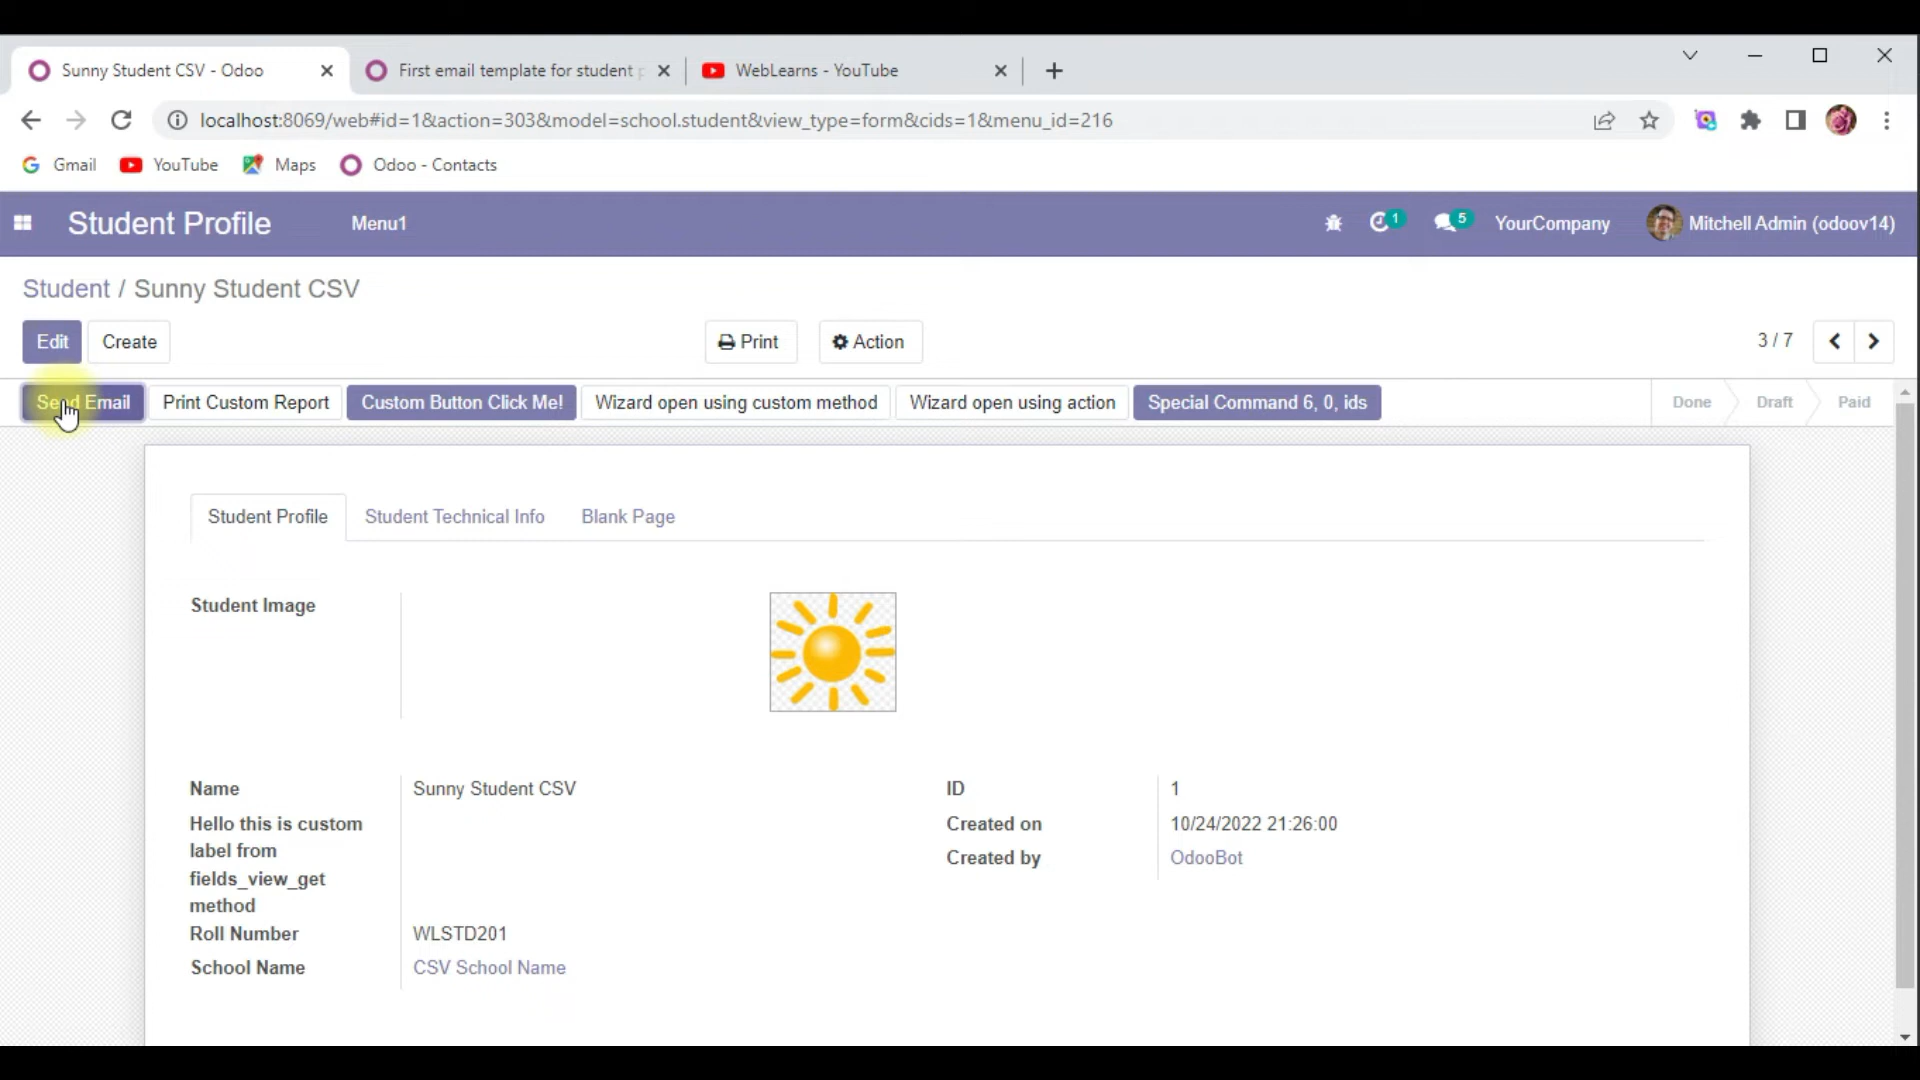 Sunny Student CSV - Odoo
First email template for student
WebLearns - YouTube
localhost:8069/web#id=1&action=303&model=school.student&view_type=form&cids=1&menu_id=216
Gmail
YouTube
Maps
Odoo - Contacts
Student Profile
Menu1
1
5
YourCompany
Mitchell Admin (odoov14)
Student / Sunny Student CSV
Edit
Create
Print
Action
3 / 7
Send Email
Print Custom Report
Custom Button Click Me!
Wizard open using custom method
Wizard open using action
Special Command 6, 0, ids
Done
Draft
Paid
Student Profile
Student Technical Info
Blank Page
Student Image
Name
Sunny Student CSV
Hello this is custom
label from
fields_view_get
method
Roll Number
WLSTD201
School Name
CSV School Name
ID
1
Created on
10/24/2022 21:26:00
Created by
OdooBot